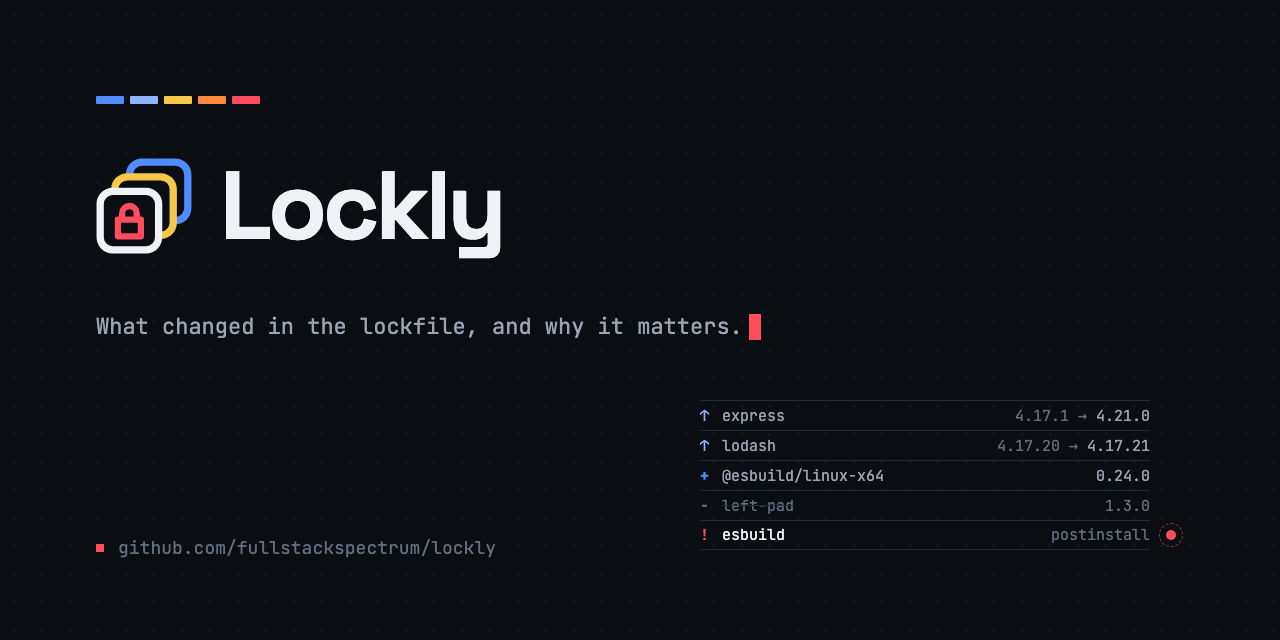 Lockly
What changed in the lockfile, and why it matters.
↑ express 4.17.1 → 4.21.0
↑ lodash 4.17.20 → 4.17.21
+ @esbuild/linux-x64 0.24.0
- left-pad 1.3.0
! esbuild postinstall
github.com/fullstackspectrum/lockly